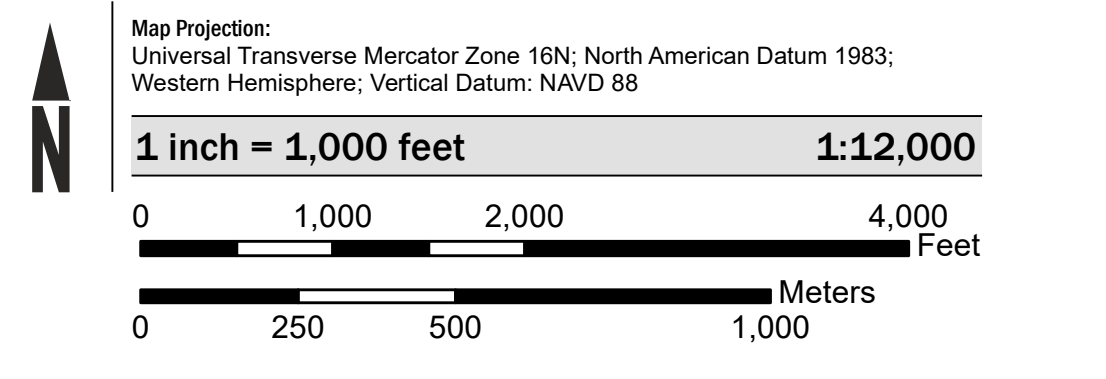 N
Map Projection:
Universal Transverse Mercator Zone 16N; North American Datum 1983;
Western Hemisphere; Vertical Datum: NAVD 88
1 inch = 1,000 feet 1:12,000
0 1,000 2,000 4,000
Feet
Meters
0 250 500 1,000